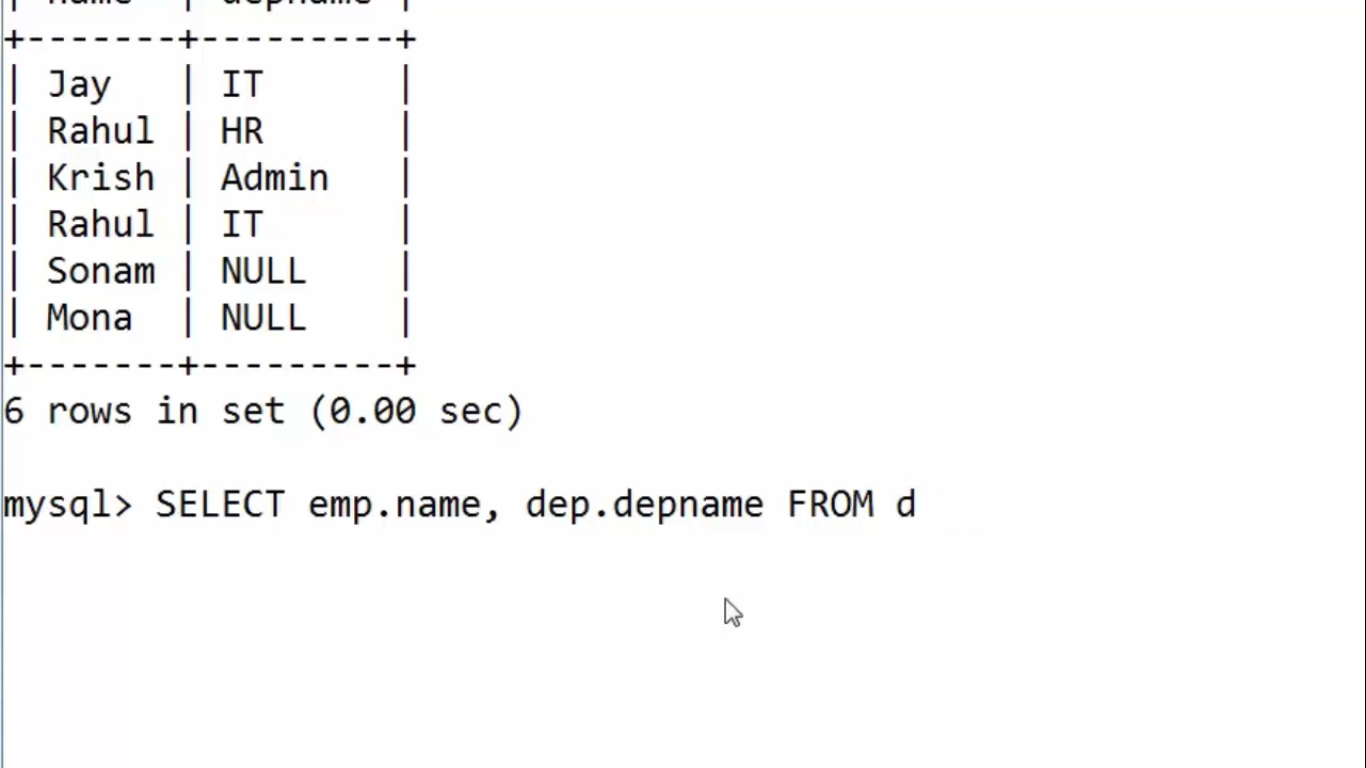 | name | depname |
+-------+---------+
| Jay | IT |
| Rahul | HR |
| Krish | Admin |
| Rahul | IT |
| Sonam | NULL |
| Mona | NULL |
+-------+---------+
6 rows in set (0.00 sec)
mysql> SELECT emp.name, dep.depname FROM d